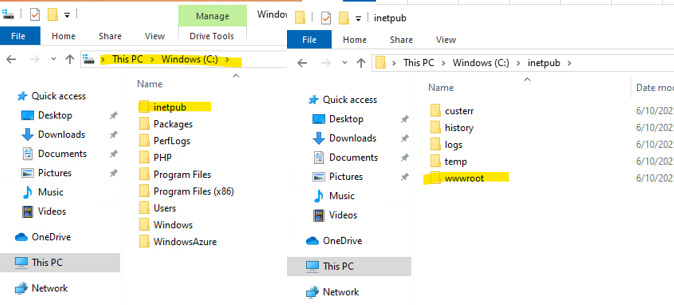 Manage
Window
File
Home
Share
View
Drive Tools
This PC > Windows (C:) >
Name
Quick access
Desktop
Downloads
Documents
Pictures
Music
Videos
OneDrive
This PC
Network
inetpub
Packages
PerfLogs
PHP
Program Files
Program Files (x86)
Users
Windows
WindowsAzure
inetpub
File
Home
Share
View
This PC > Windows (C:) > inetpub >
Name
Date mo
Quick access
Desktop
Downloads
Documents
Pictures
Music
Videos
OneDrive
This PC
Network
custerr
6/10/202
history
6/10/202
logs
6/10/202
temp
6/10/202
wwwroot
6/10/202